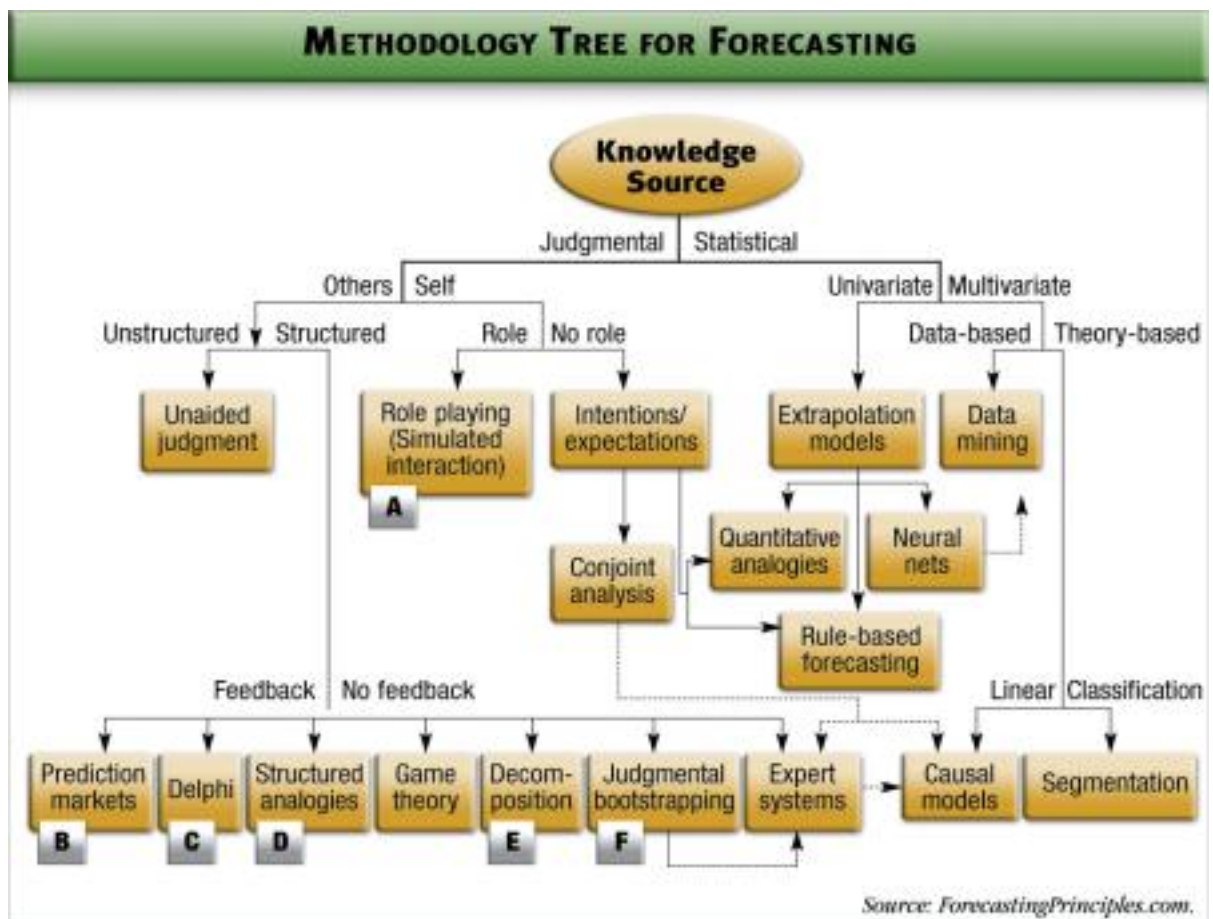 METHODOLOGY TREE FOR FORECASTING
Knowledge
Source
Judgmental Statistical
Others Self
Univariate Multivariate
Unstructured Structured
Role No role
Data-based Theory-based
Unaided
judgment
Role playing
(Simulated
interaction)
A
Intentions/
expectations
Extrapolation
models
Data
mining
Quantitative
analogies
Neural
nets
Conjoint
analysis
Rule-based
forecasting
Feedback No feedback
Linear Classification
Prediction
markets
B
Delphi
C
Structured
analogies
D
Game
theory
Decom-
position
E
Judgmental
bootstrapping
F
Expert
systems
Causal
models
Segmentation
Source: ForecastingPrinciples.com.